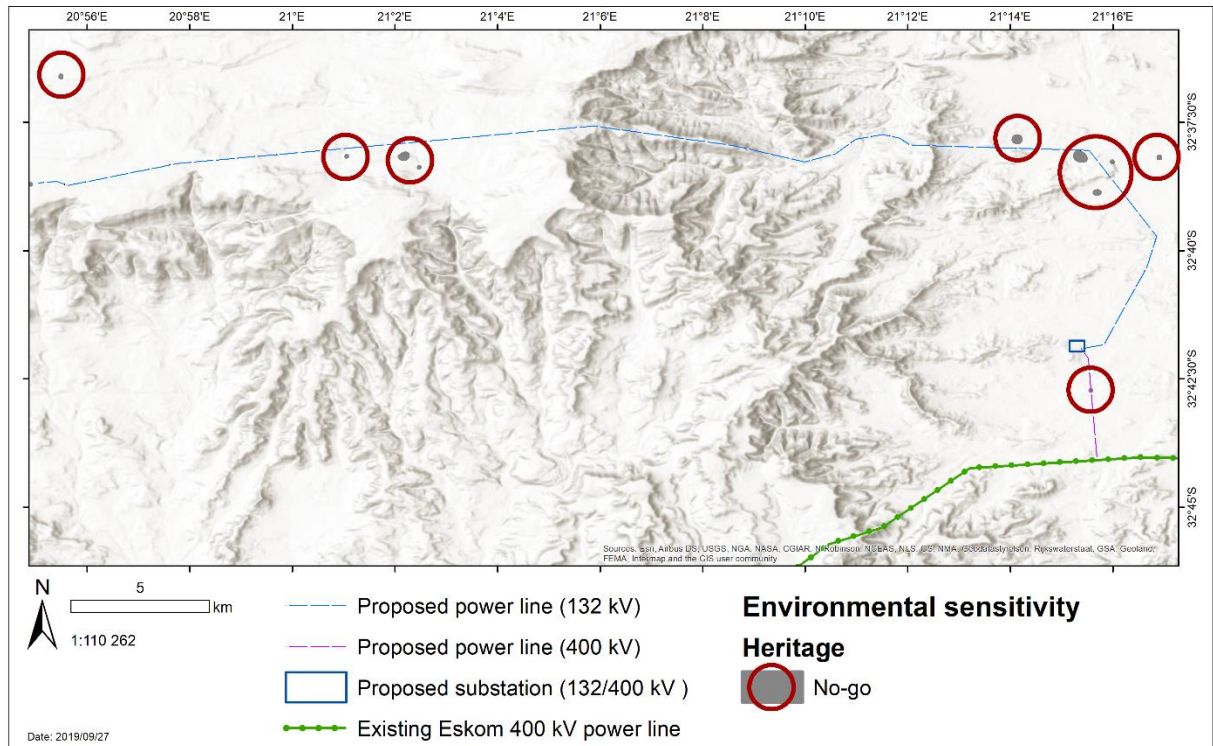 20°56'E 20°58'E 21°E 21°2'E 21°4'E 21°6'E 21°8'E 21°10'E 21°12'E 21°14'E 21°16'E
32°37'30"S
32°40'S
32°42'30"S
32°45'S
Sources: Esri, Airbus DS, USGS, NGA, NASA, CGIAR, N Robinson, NCEAS, NLS, OS, NMA, Geodatastyrelsen, Rijkswaterstaat, GSA, Geoland,
FEMA, Intermap and the GIS user community
N
5
km
1:110 262
Proposed power line (132 kV)
Proposed power line (400 kV)
Proposed substation (132/400 kV )
Existing Eskom 400 kV power line
Environmental sensitivity
Heritage
No-go
Date: 2019/09/27